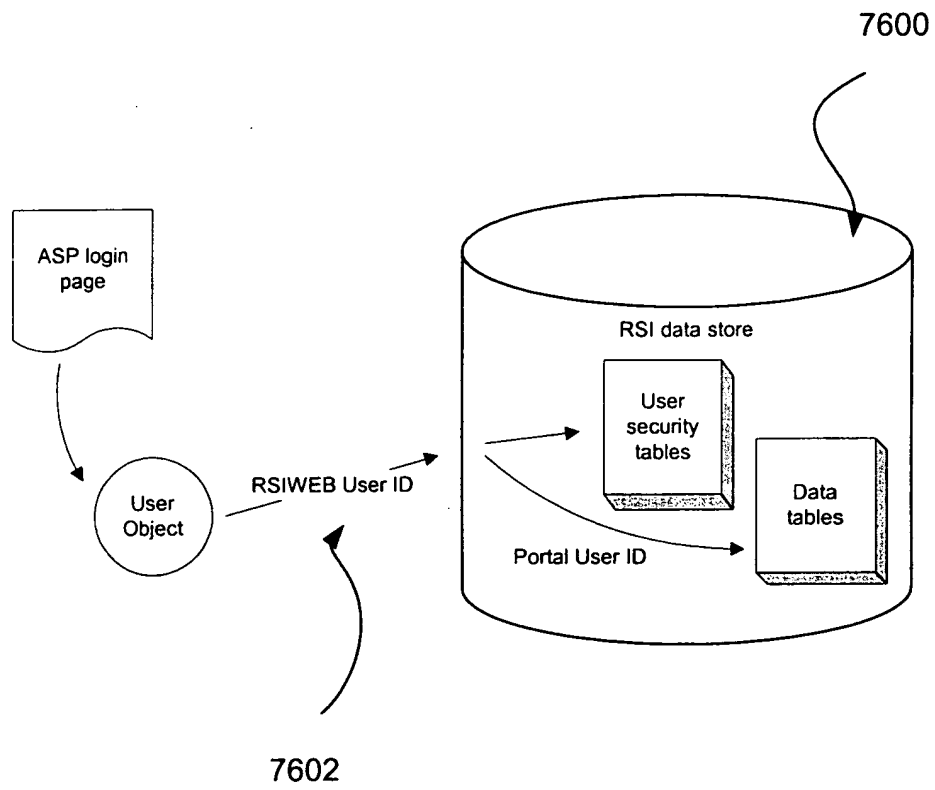 7600
ASP login
page
RSI data store
User
security
tables
RSIWEB User ID
User
Object
Data
tables
Portal User ID
7602